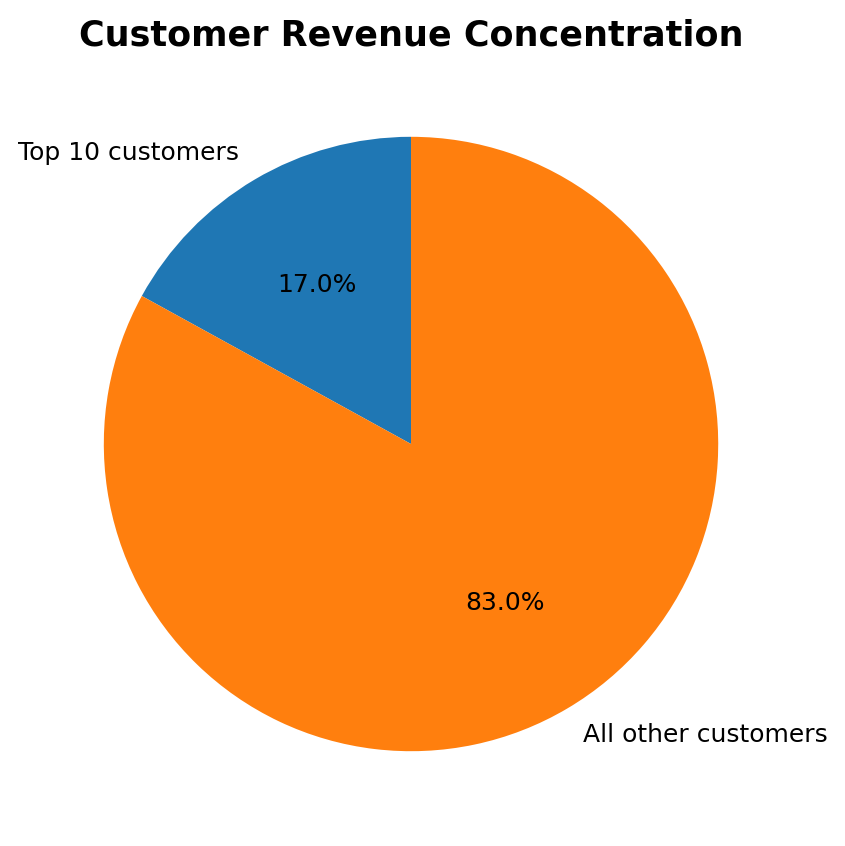 Customer Revenue Concentration
Top 10 customers
17.0%
83.0%
All other customers